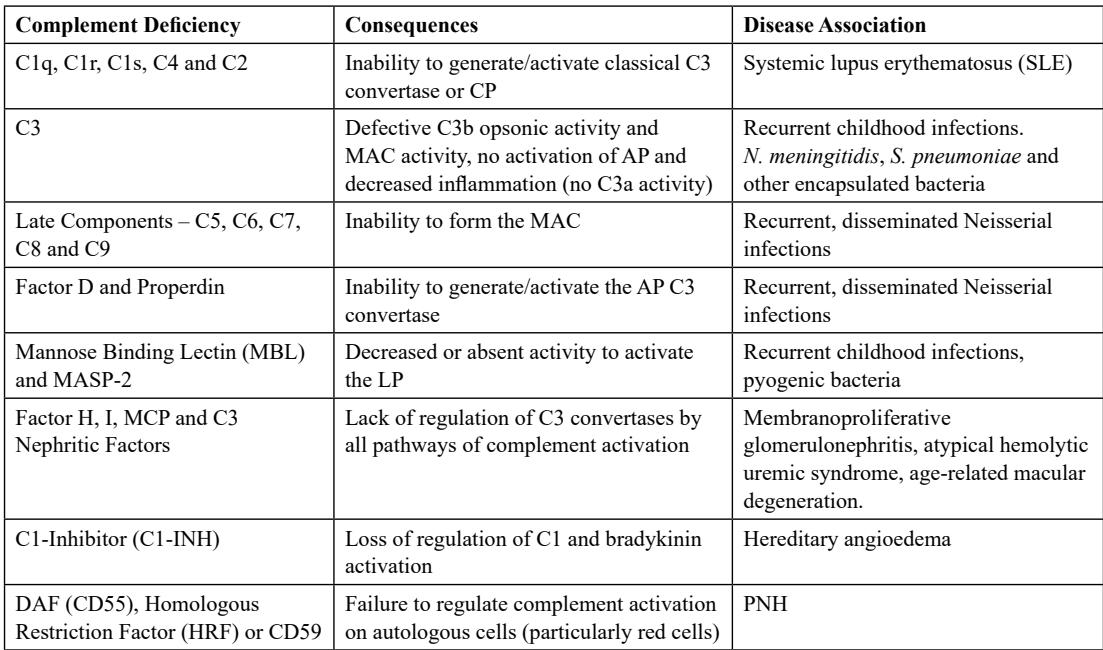 Complement Deficiency
Consequences
Disease Association
C1q, C1r, C1s, C4 and C2
Inability to generate/activate classical C3
convertase or CP
Systemic lupus erythematosus (SLE)
C3
Defective C3b opsonic activity and
MAC activity, no activation of AP and
decreased inflammation (no C3a activity)
Recurrent childhood infections.
N. meningitidis, S. pneumoniae and
other encapsulated bacteria
Late Components – C5, C6, C7,
C8 and C9
Inability to form the MAC
Recurrent, disseminated Neisserial
infections
Factor D and Properdin
Inability to generate/activate the AP C3
convertase
Recurrent, disseminated Neisserial
infections
Mannose Binding Lectin (MBL)
and MASP-2
Decreased or absent activity to activate
the LP
Recurrent childhood infections,
pyogenic bacteria
Factor H, I, MCP and C3
Nephritic Factors
Lack of regulation of C3 convertases by
all pathways of complement activation
Membranoproliferative
glomerulonephritis, atypical hemolytic
uremic syndrome, age-related macular
degeneration.
C1-Inhibitor (C1-INH)
Loss of regulation of C1 and bradykinin
activation
Hereditary angioedema
DAF (CD55), Homologous
Restriction Factor (HRF) or CD59
Failure to regulate complement activation
on autologous cells (particularly red cells)
PNH